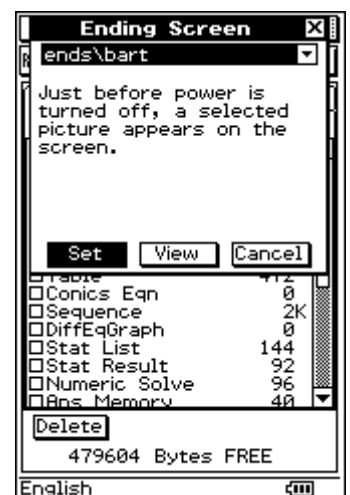 Ending Screen
ends\bart
Just before power is
turned off, a selected
picture appears on the
screen.
Set View Cancel
Table 472
Conics Eqn 0
Sequence 2K
DiffEqGraph 0
Stat List 144
Stat Result 92
Numeric Solve 96
Ans Memory 40
Delete
479604 Bytes FREE
English